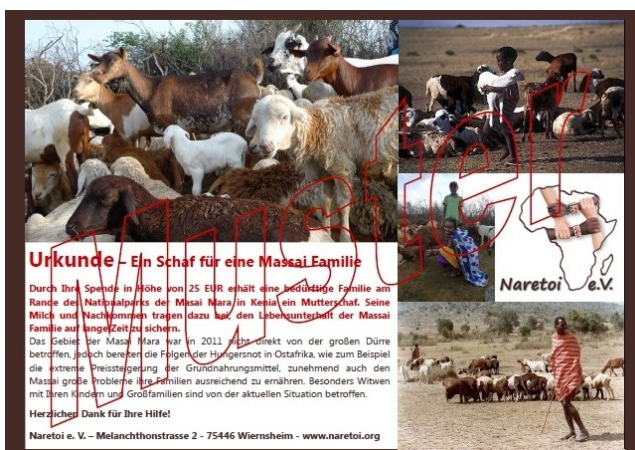 Urkunde – Ein Schaf für eine Massai Familie
Durch Ihre Spende in Höhe von 25 EUR erhält eine bedürftige Familie am
Rande des Nationalparks der Masai Mara in Kenia ein Mutterschaf. Seine
Milch und Nachkommen tragen dazu bei, den Lebensunterhalt der Massai
Familie auf lange Zeit zu sichern.
Das Gebiet der Masai Mara war in 2011 nicht direkt von der großen Dürre
betroffen, jedoch bereiten die Folgen der Hungersnot in Ostafrika, wie zum Beispiel
die extreme Preissteigerung der Grundnahrungsmittel, zunehmend auch den
Massai große Probleme ihre Familien ausreichend zu ernähren. Besonders Witwen
mit Ihren Kindern und Großfamilien sind von der aktuellen Situation betroffen.
Herzlichen Dank für Ihre Hilfe!
Naretoi e. V. – Melanchthonstrasse 2 - 75446 Wiernsheim - www.naretoi.org
Naretoi e.V.
Muster